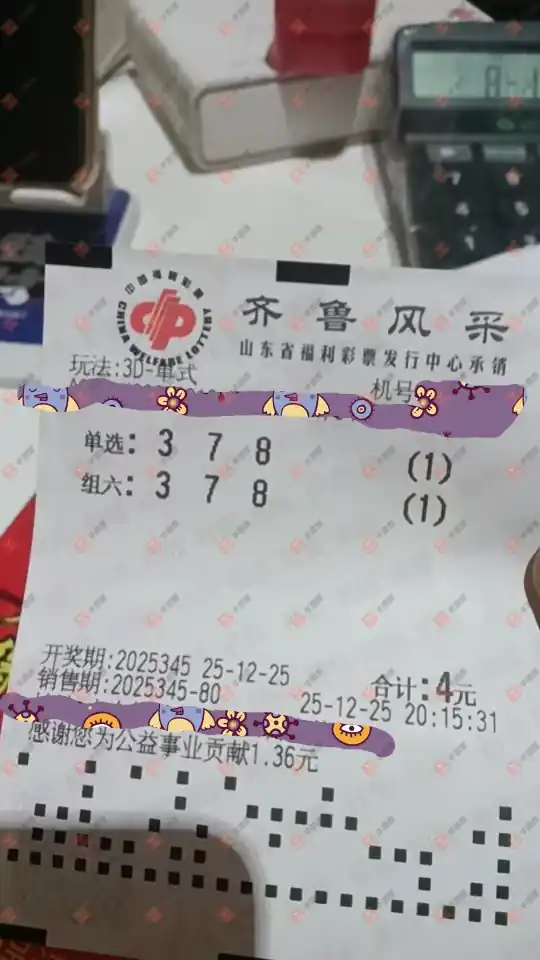 中国福利彩票
CHINA WELFARE LOTTERY
齐鲁风采
山东省福利彩票发行中心承销
玩法:3D-单式
机号
单选: 3 7 8 (1)
组六: 3 7 8 (1)
开奖期:2025345 25-12-25 合计:4元
销售期:2025345-80 25-12-25 20:15:31
感谢您为公益事业贡献1.36元